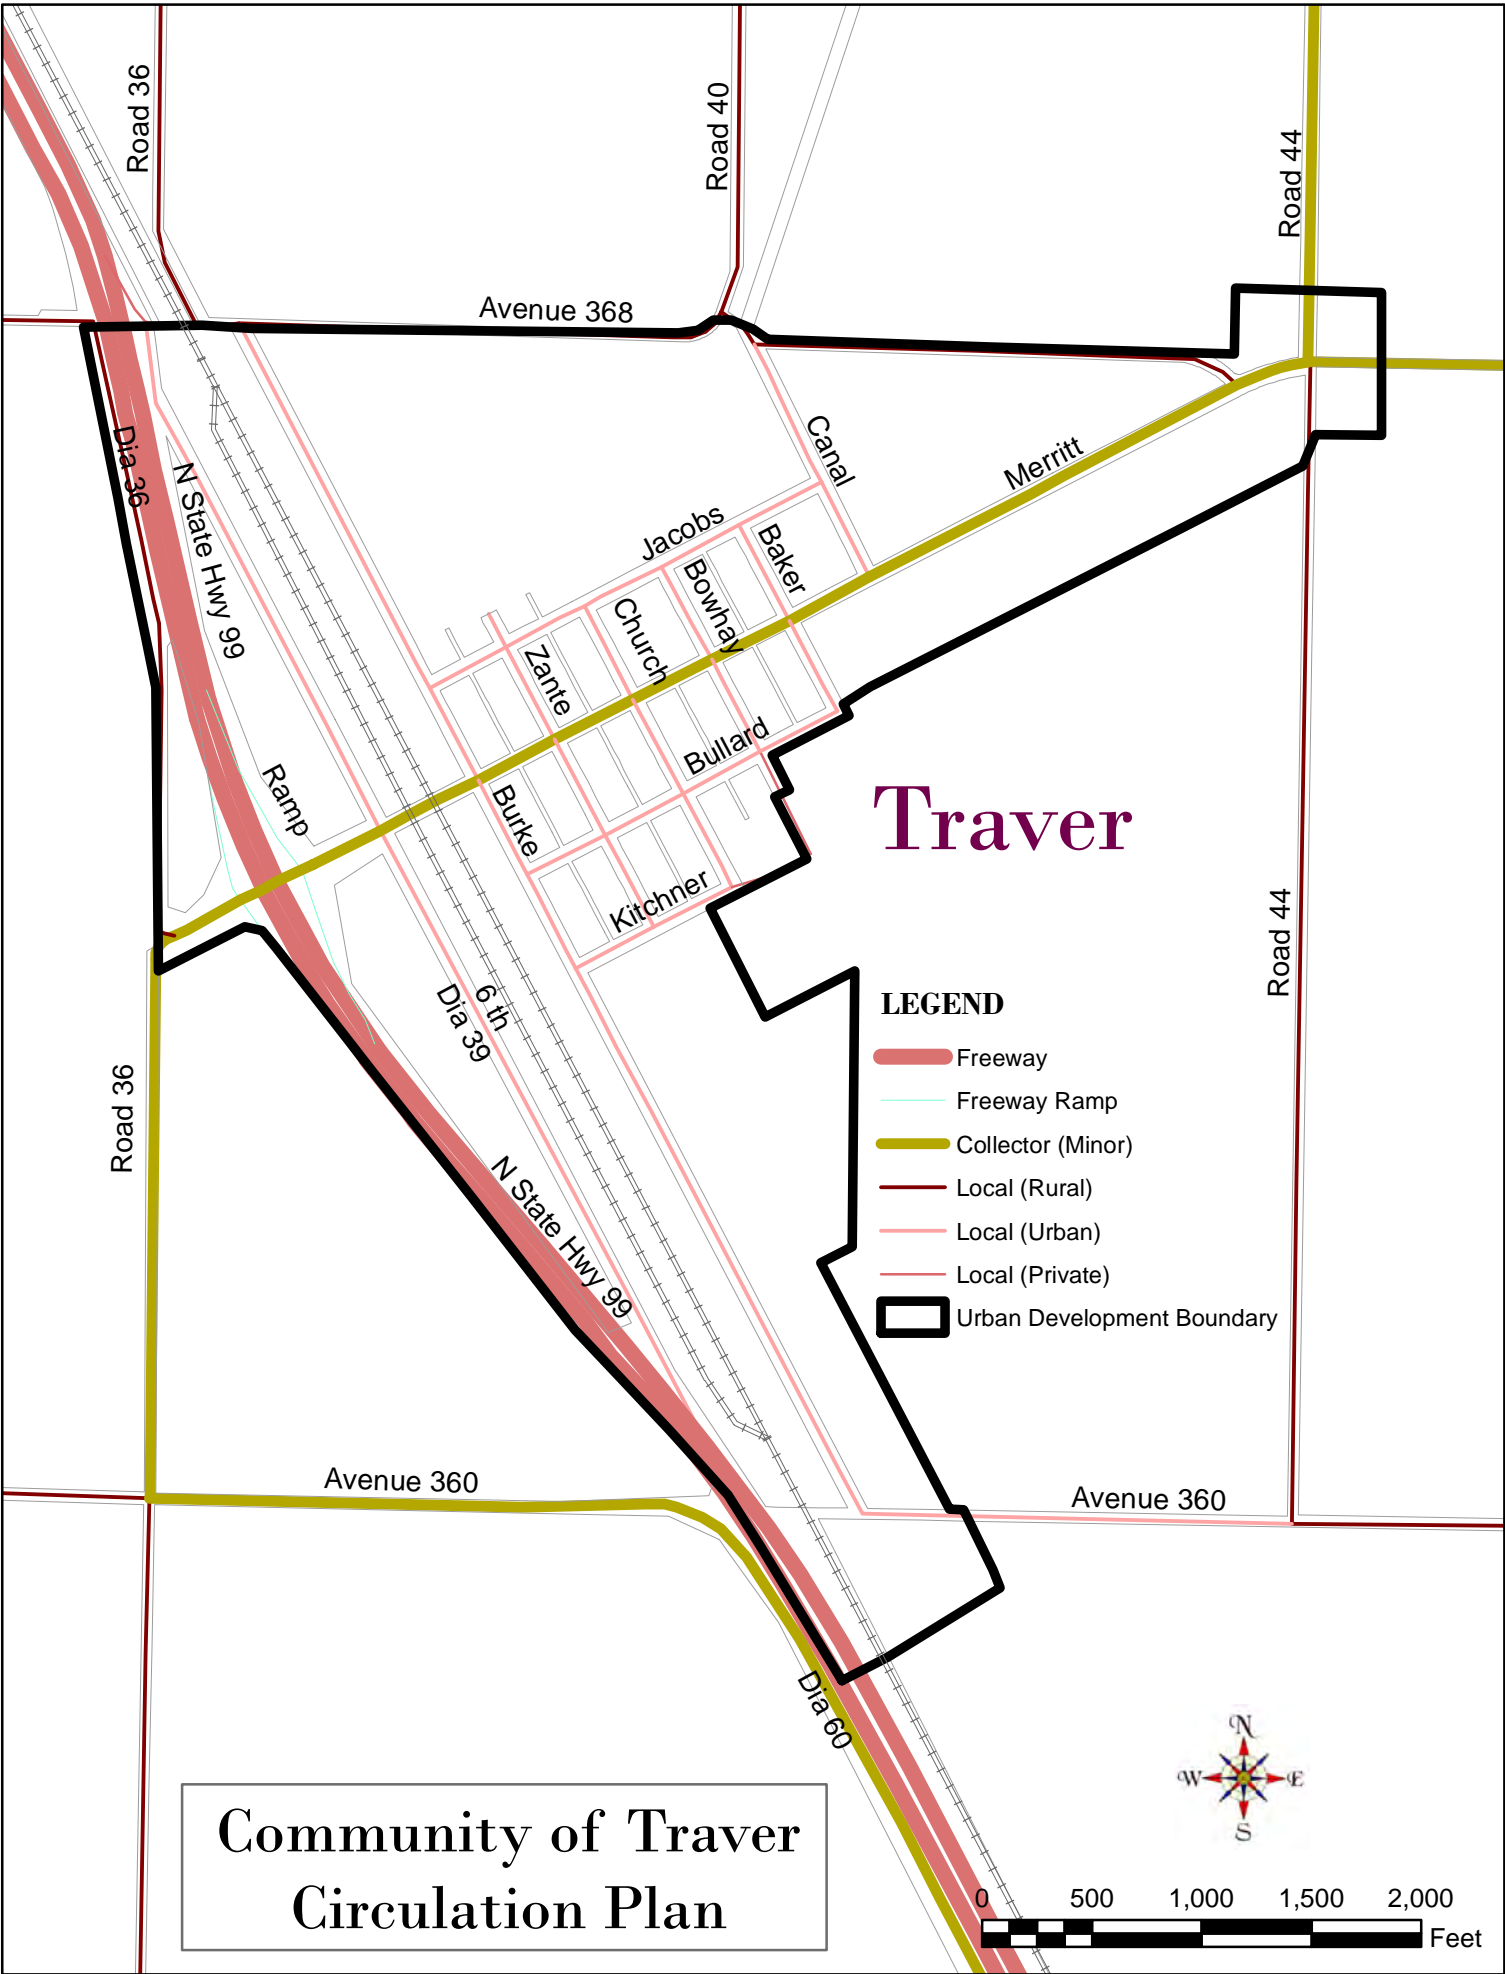 Road 36
Road 40
Road 44
Avenue 368
Dia 36
N State Hwy 99
Canal
Merritt
Jacobs
Baker
Bowhay
Church
Zante
Bullard
Ramp
Burke
Traver
Kitchner
Road 44
6 th
Dia 39
LEGEND
Freeway
Freeway Ramp
Collector (Minor)
Local (Rural)
Local (Urban)
Local (Private)
Urban Development Boundary
Road 36
N State Hwy 99
Avenue 360
Avenue 360
Dia 60
N
W E
S
Community of Traver
Circulation Plan
0 500 1,000 1,500 2,000
Feet